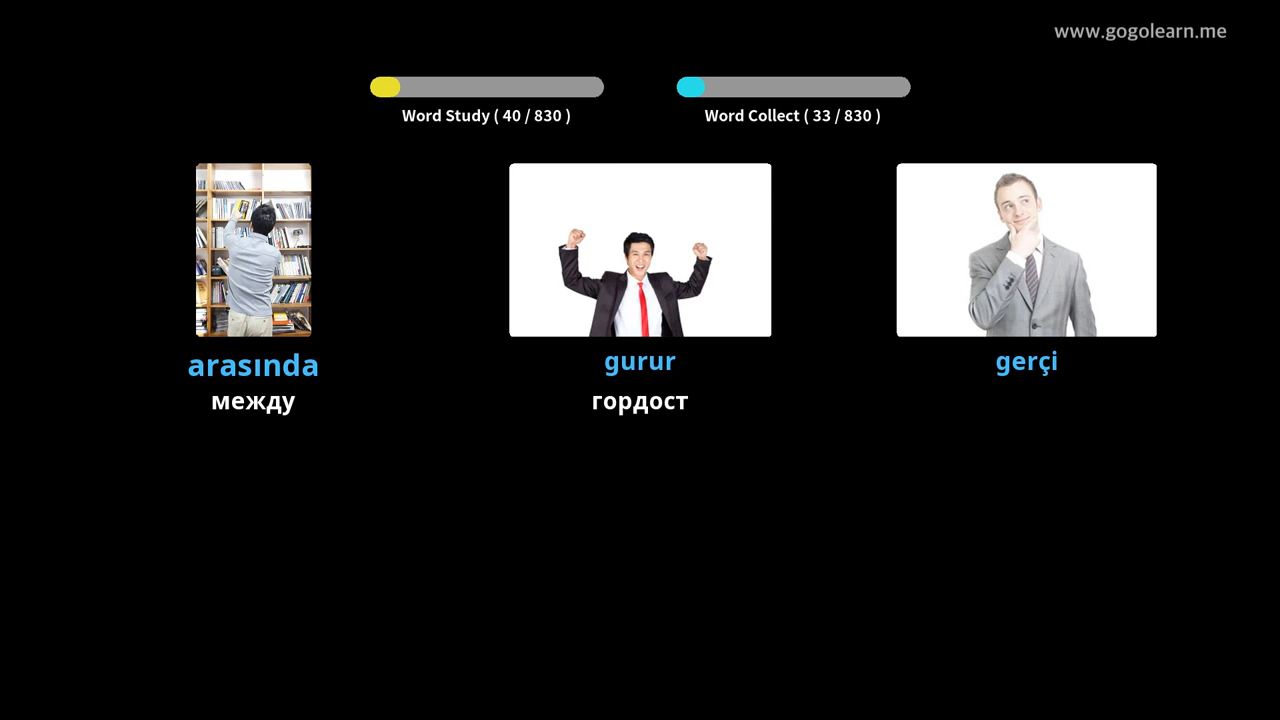 www.gogolearn.me
Word Study ( 40 / 830 )
Word Collect ( 33 / 830 )
arasında
gurur
gerçi
между
гордост